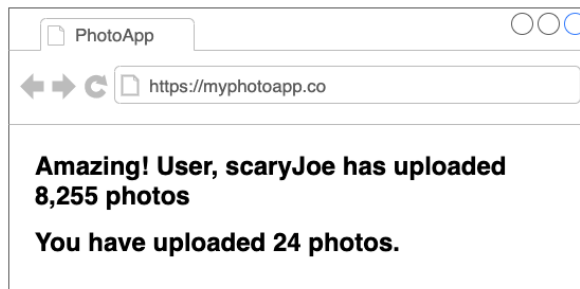 PhotoApp
https://myphotoapp.co
Amazing! User, scaryJoe has uploaded
8,255 photos
You have uploaded 24 photos.